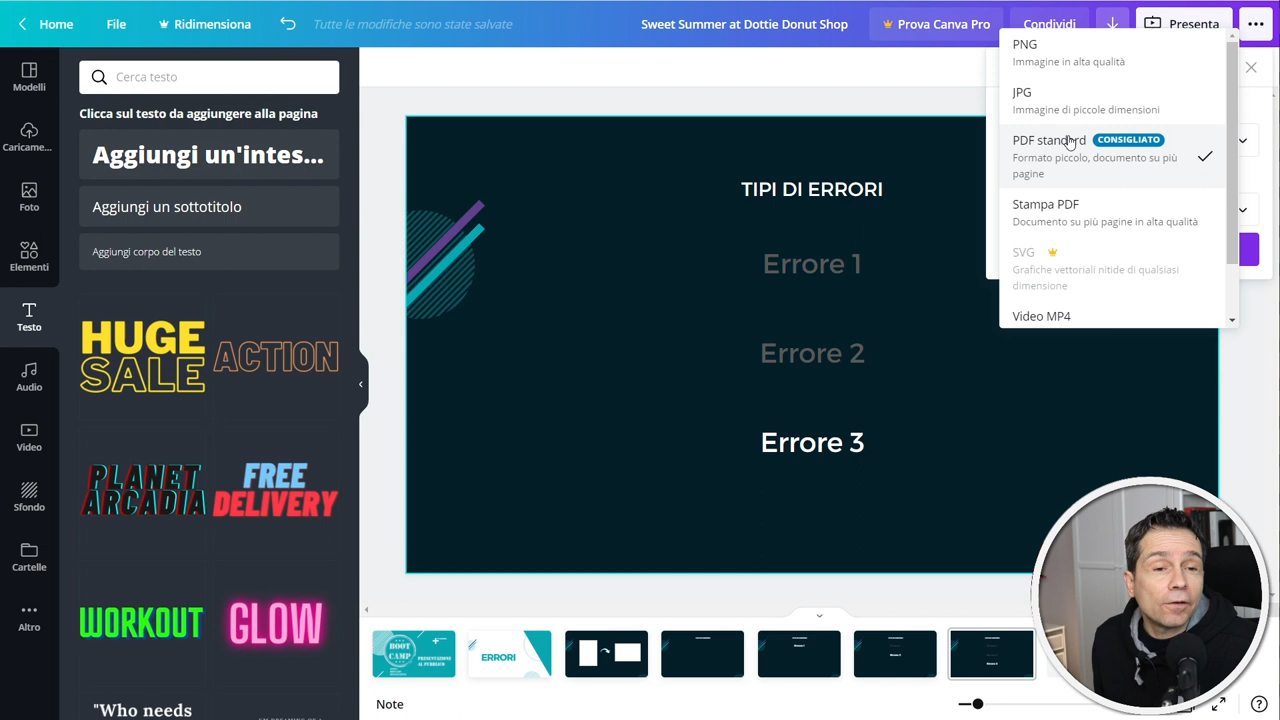 Home
File
Ridimensiona
Tutte le modifiche sono state salvate
Sweet Summer at Dottie Donut Shop
Prova Canva Pro
Condividi
Presenta
Modelli
Caricame...
Foto
Elementi
Testo
Audio
Video
Sfondo
Cartelle
Altro
Cerca testo
Clicca sul testo da aggiungere alla pagina
Aggiungi un'intes...
Aggiungi un sottotitolo
Aggiungi corpo del testo
HUGE
SALE
ACTION
PLANET
ARCADIA
FREE
DELIVERY
WORKOUT
GLOW
"Who needs
TIPI DI ERRORI
Errore 1
Errore 2
Errore 3
PNG
Immagine in alta qualità
JPG
Immagine di piccole dimensioni
PDF standard CONSIGLIATO
Formato piccolo, documento su più
pagine
Stampa PDF
Documento su più pagine in alta qualità
SVG
Grafiche vettoriali nitide di qualsiasi
dimensione
Video MP4
BOOT
CAMP
PRESENTAZIONE
AL PUBBLICO
ERRORI
Note